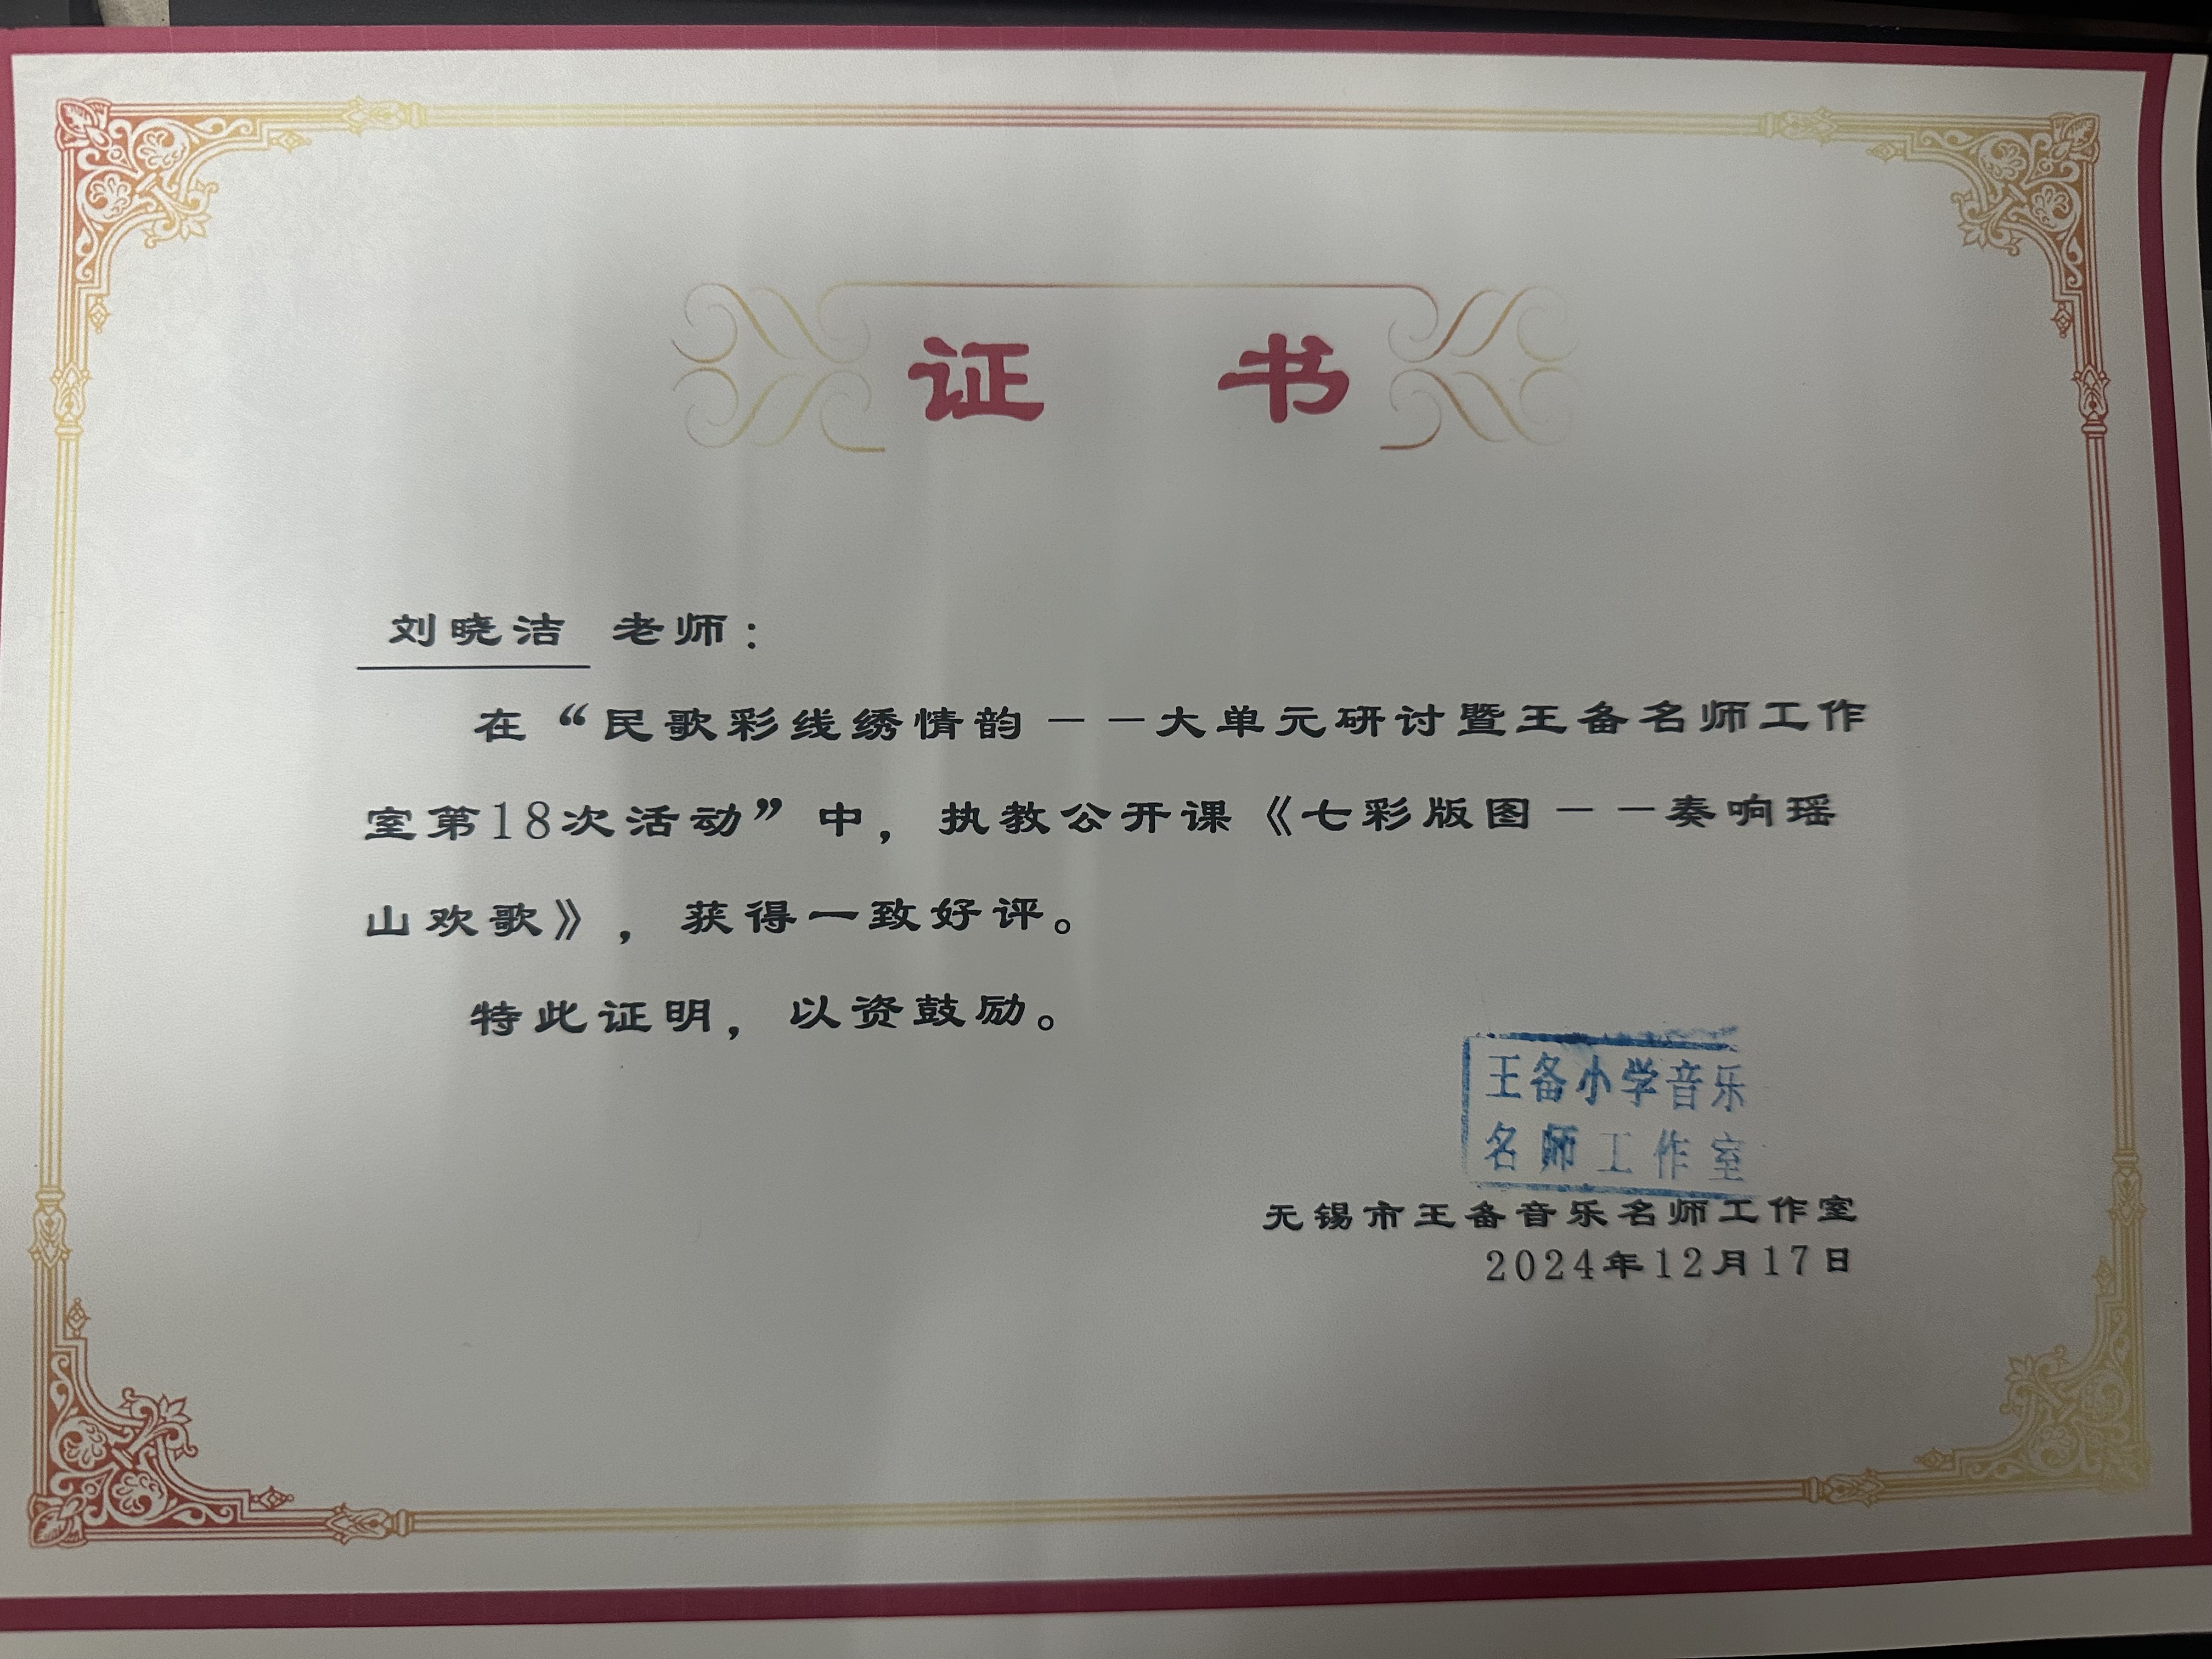 证 书
刘晓洁 老师：
在“民歌彩线绣情韵——大单元研讨暨王备名师工作
室第18次活动”中，执教公开课《七彩版图——奏响瑶
山欢歌》，获得一致好评。
特此证明，以资鼓励。
王备小学音乐
名师工作室
无锡市王备音乐名师工作室
2024年12月17日